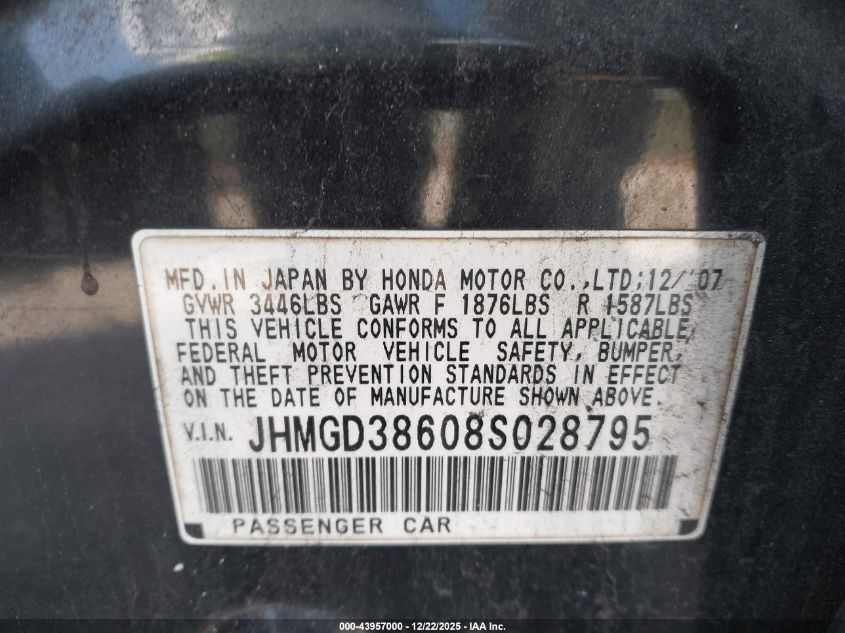 MFD. IN JAPAN BY HONDA MOTOR CO.,LTD;12/'07
GVWR 3446LBS GAWR F 1876LBS R 1587LBS
THIS VEHICLE CONFORMS TO ALL APPLICABLE
FEDERAL MOTOR VEHICLE SAFETY, BUMPER,
AND THEFT PREVENTION STANDARDS IN EFFECT
ON THE DATE OF MANUFACTURE SHOWN ABOVE.
V.I.N. JHMGD38608S028795
PASSENGER CAR
000-43957000 - 12/22/2025 - IAA Inc.